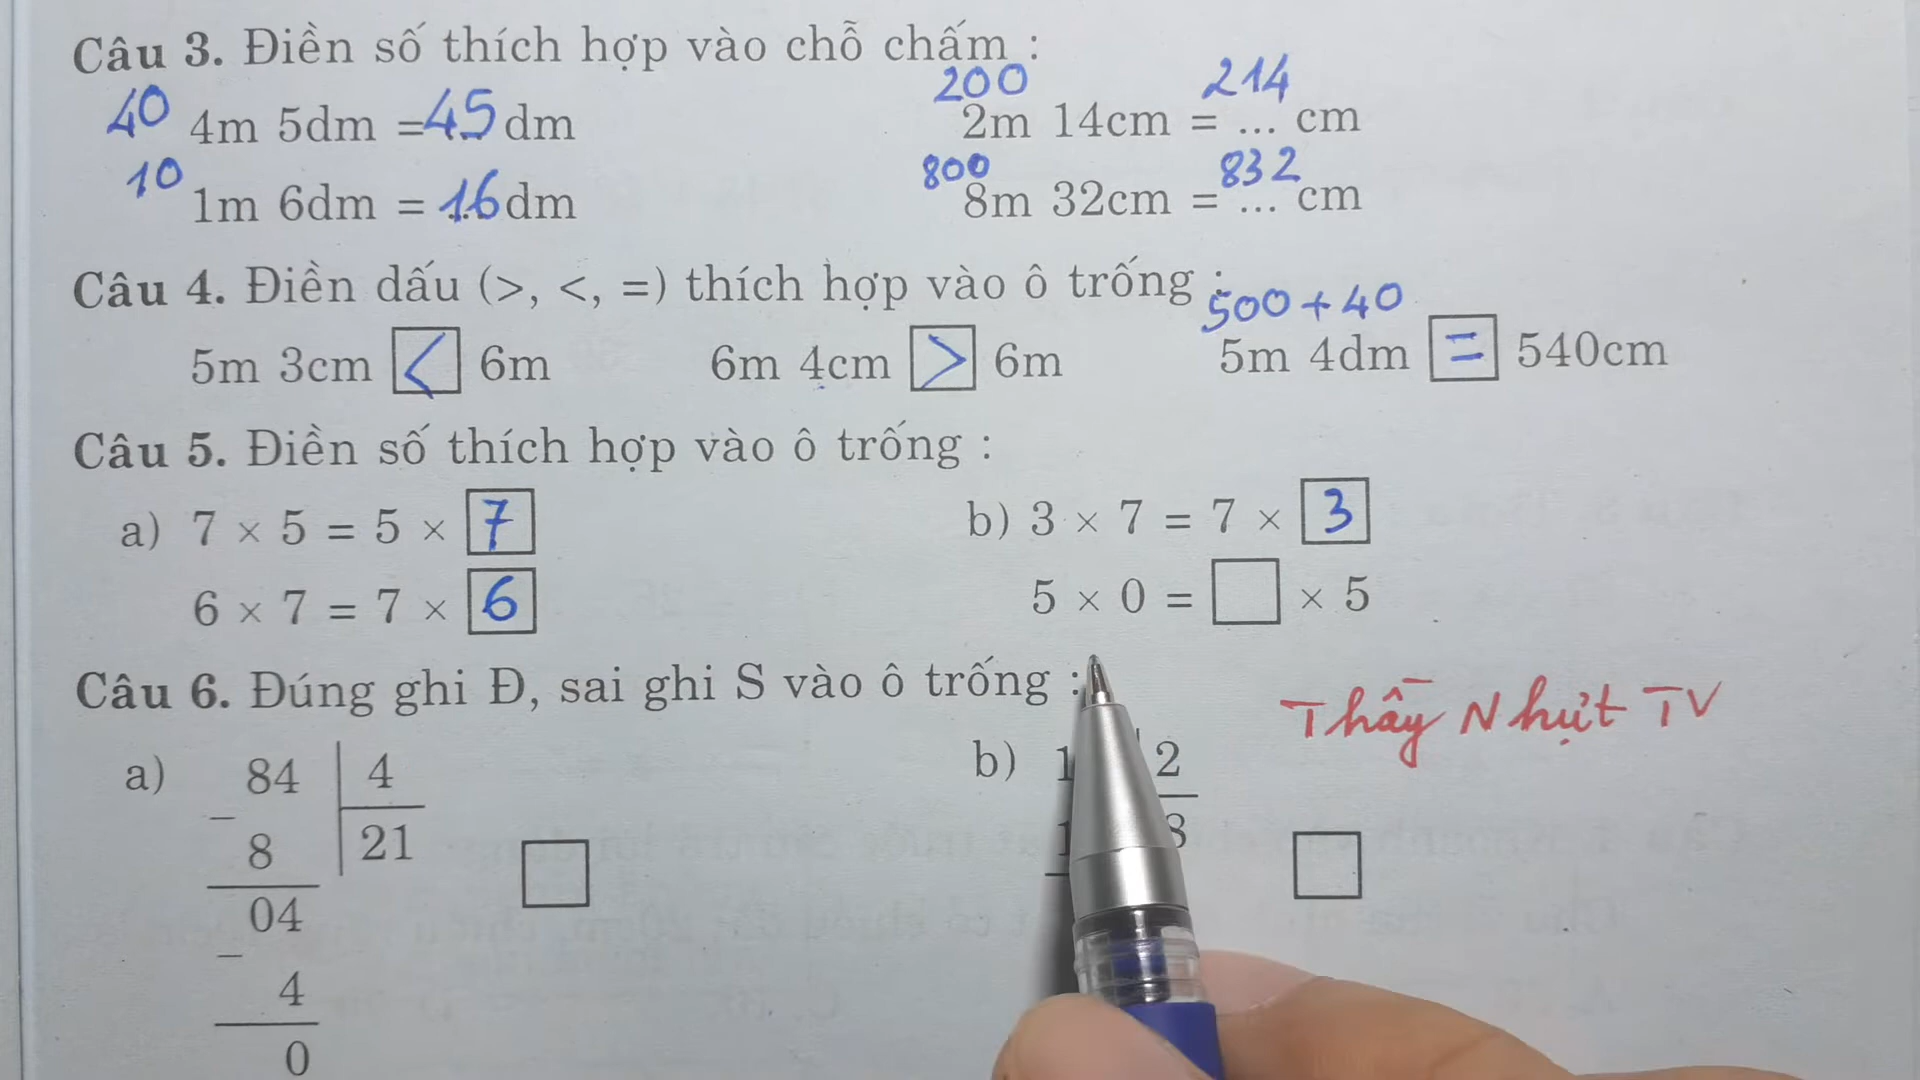 Câu 3. Điền số thích hợp vào chỗ chấm :
40 4m 5dm = 45 dm
200 2m 14cm = ... cm 214
10 1m 6dm = 16 dm
800 8m 32cm = ... cm 832
Câu 4. Điền dấu (>, <, =) thích hợp vào ô trống :
500 + 40
5m 3cm < 6m 6m 4cm > 6m 5m 4dm = 540cm
Câu 5. Điền số thích hợp vào ô trống :
a) 7 × 5 = 5 × 7
b) 3 × 7 = 7 × 3
6 × 7 = 7 × 6
5 × 0 = × 5
Câu 6. Đúng ghi Đ, sai ghi S vào ô trống :
Thầy Nhựt TV
a) 84 4
- 8 21
04
- 4
0
b) 1 2
1 3